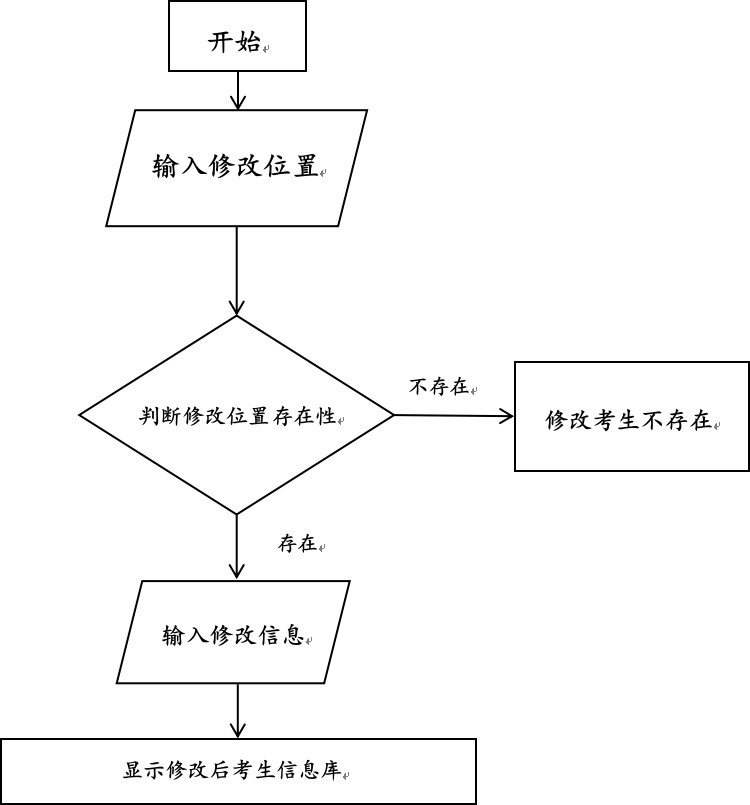 开始
输入修改位置
判断修改位置存在性
不存在
修改考生不存在
存在
输入修改信息
显示修改后考生信息库